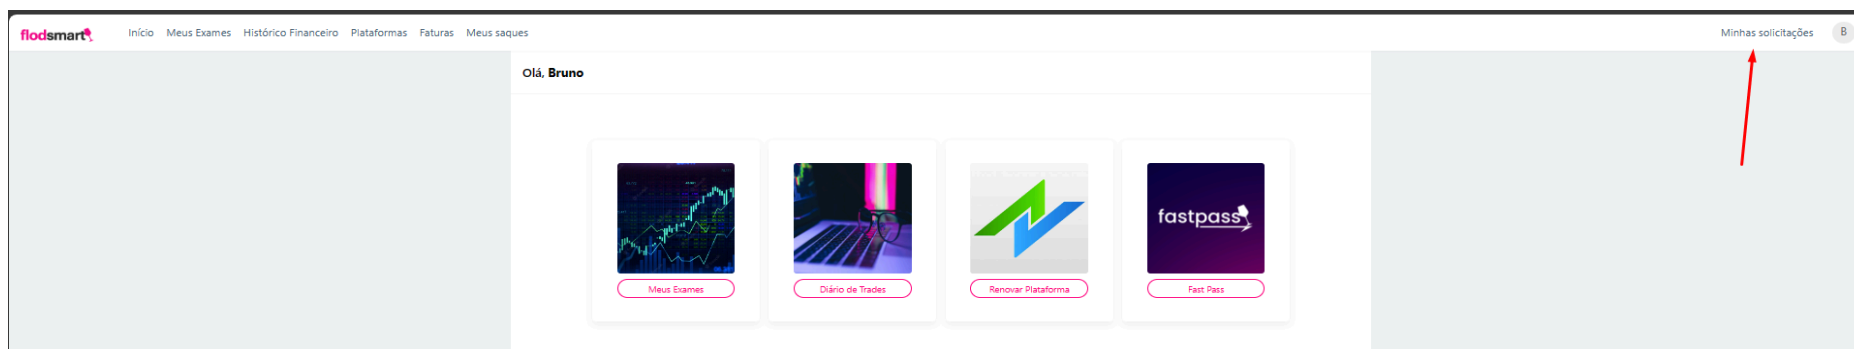 flodsmart Início Meus Exames Histórico Financeiro Plataformas Faturas Meus saques Minhas solicitações B
Olá, Bruno
fastpass
Meus Exames Diário de Trades Renovar Plataforma Fast Pass